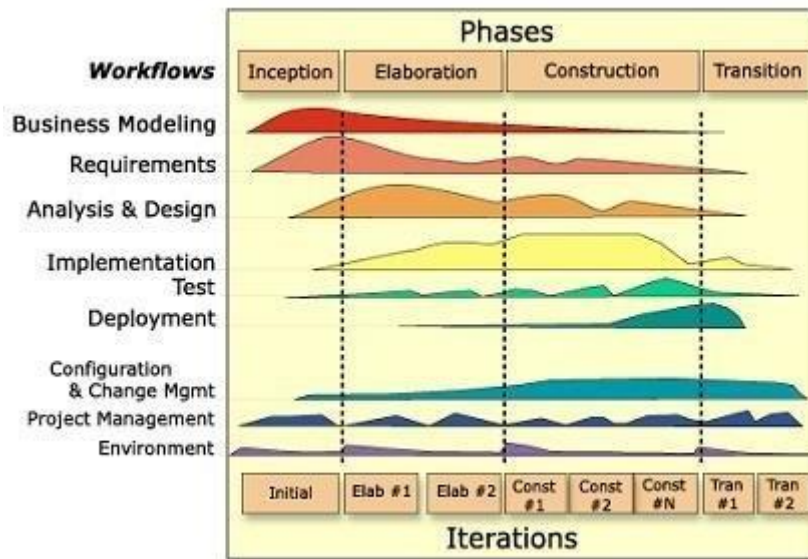 Phases
Workflows
Inception
Elaboration
Construction
Transition
Business Modeling
Requirements
Analysis & Design
Implementation
Test
Deployment
Configuration
& Change Mgmt
Project Management
Environment
Initial
Elab #1
Elab #2
Const
#1
Const
#2
Const
#N
Tran
#1
Tran
#2
Iterations